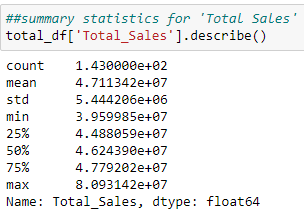 ##summary statistics for 'Total Sales'
total_df['Total_Sales'].describe()
count    1.430000e+02
mean     4.711342e+07
std      5.444206e+06
min      3.959985e+07
25%      4.488059e+07
50%      4.624390e+07
75%      4.779202e+07
max      8.093142e+07
Name: Total_Sales, dtype: float64